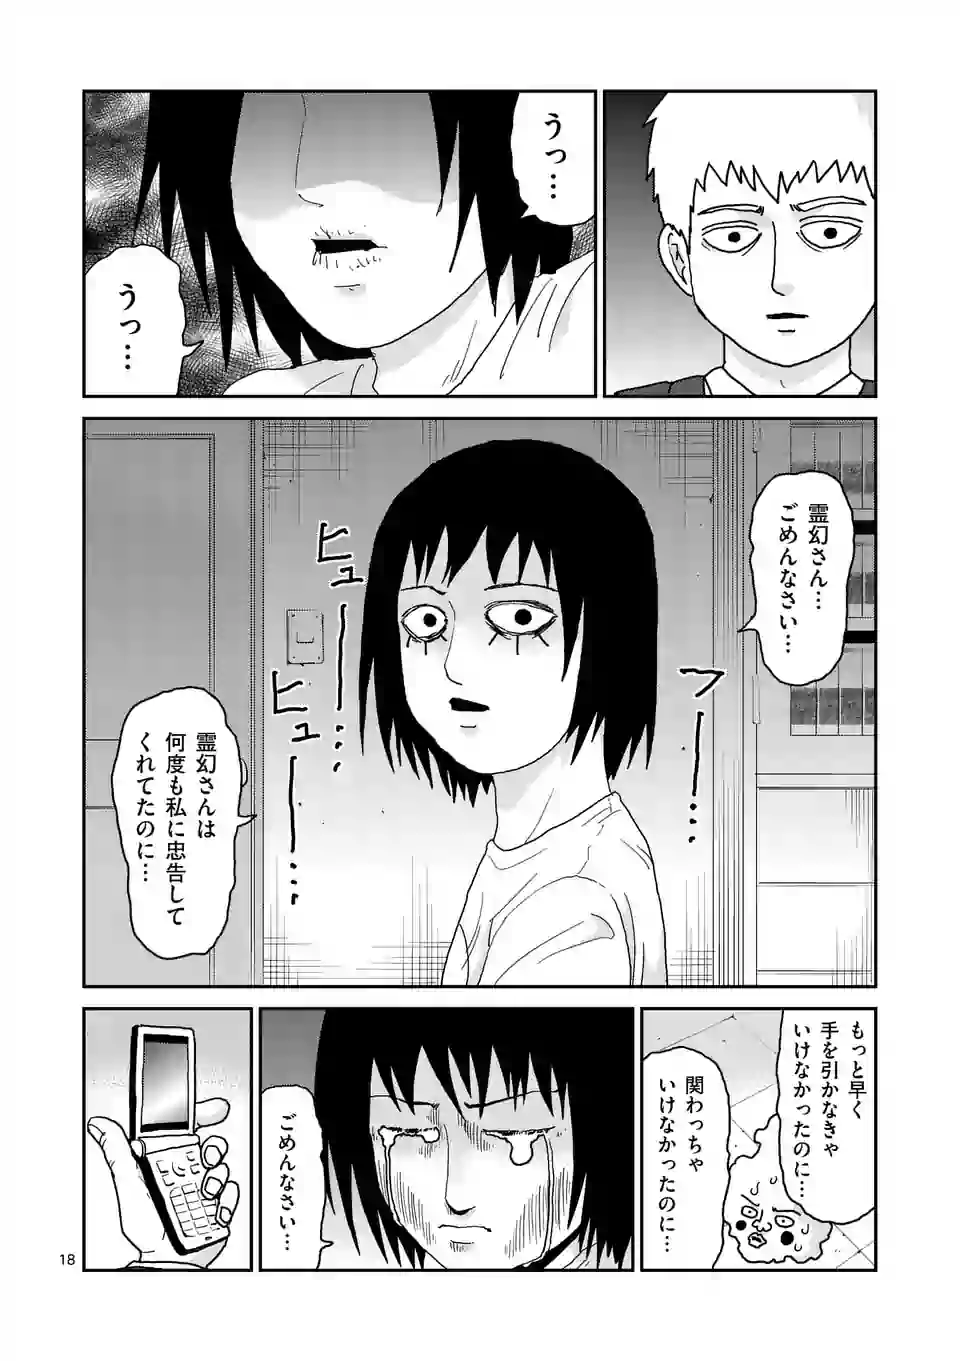 うっ…
うっ…
霊幻さん…
ごめんなさい…
フー…
ヒュー…
ヒュー…
霊幻さんは
何度も私に忠告して
くれてたのに…
もっと早く
手を引かなきゃ
いけなかったのに…
関わっちゃ
いけなかったのに
ごめんなさい…
18